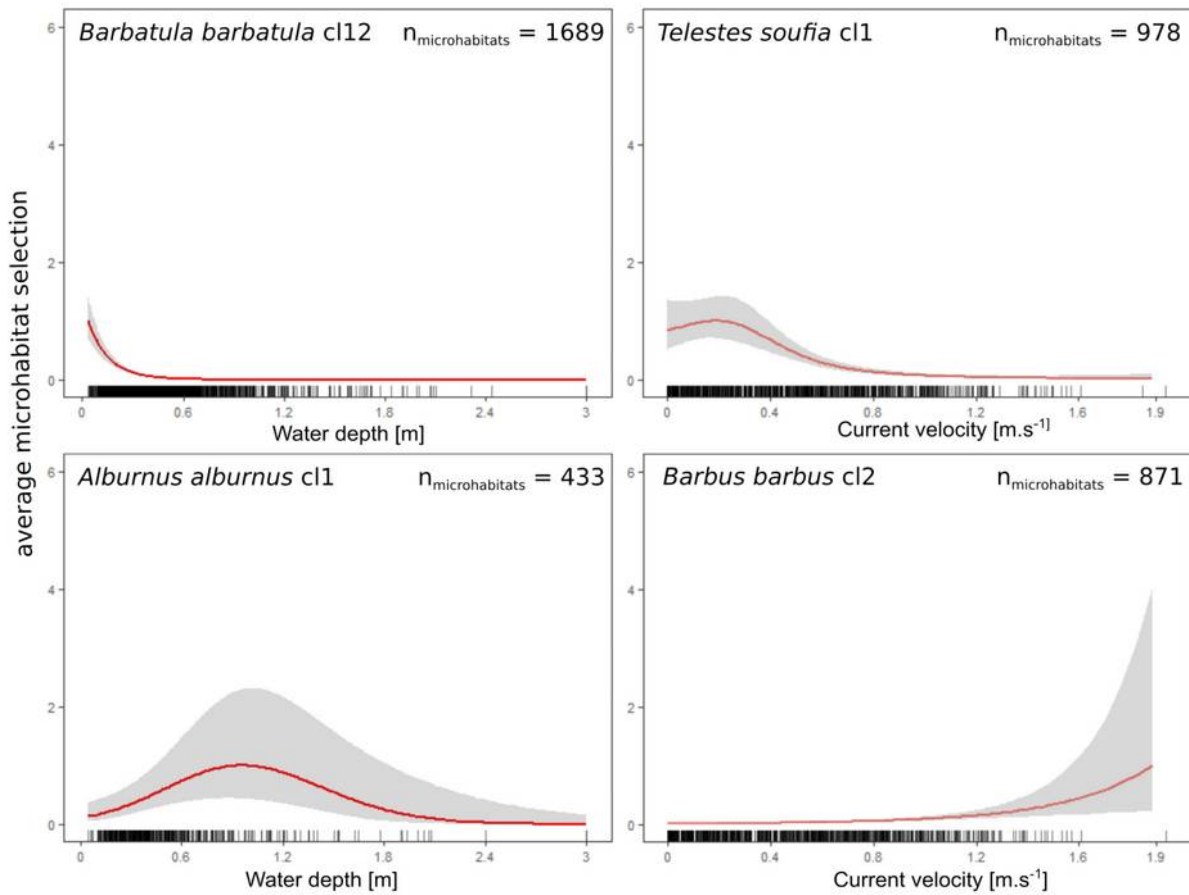 average microhabitat selection
Barbatula barbatula cl12 n microhabitats = 1689
6
4
2
0
0 0.6 1.2 1.8 2.4 3
Water depth [m]
Telestes soufia cl1 n microhabitats = 978
6
4
2
0
0 0.4 0.8 1.2 1.6 1.9
Current velocity [m.s⁻¹]
Alburnus alburnus cl1 n microhabitats = 433
6
4
2
0
0 0.6 1.2 1.8 2.4 3
Water depth [m]
Barbus barbus cl2 n microhabitats = 871
6
4
2
0
0 0.4 0.8 1.2 1.6 1.9
Current velocity [m.s⁻¹]